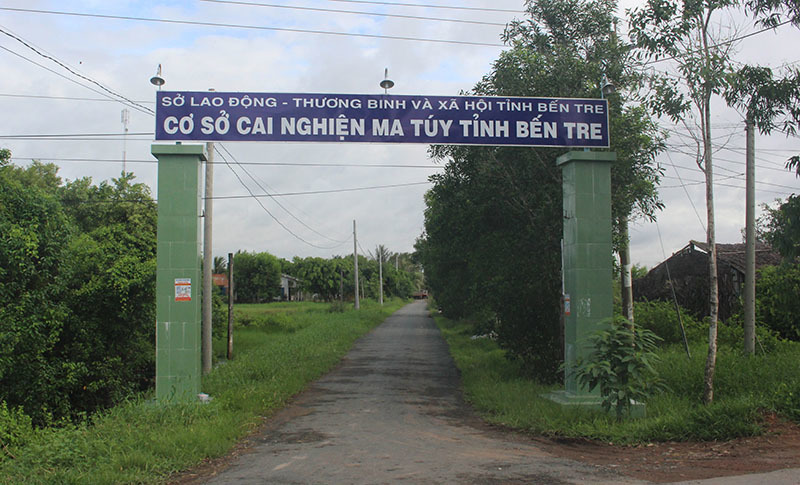 SỞ LAO ĐỘNG - THƯƠNG BINH VÀ XÃ HỘI TỈNH BẾN TRE
CƠ SỞ CAI NGHIỆN MA TÚY TỈNH BẾN TRE